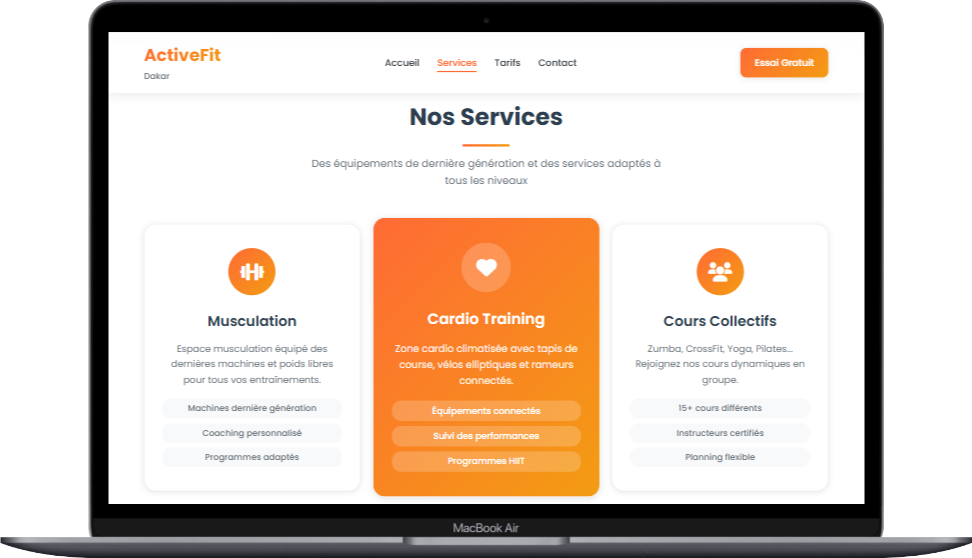 ActiveFit
Dakar
Accueil
Services
Tarifs
Contact
Essai Gratuit
Nos Services
Des équipements de dernière génération et des services adaptés à
tous les niveaux
Musculation
Espace musculation équipé des
dernières machines et poids libres
pour tous vos entraînements.
Machines dernière génération
Coaching personnalisé
Programmes adaptés
Cardio Training
Zone cardio climatisée avec tapis de
course, vélos elliptiques et rameurs
connectés.
Équipements connectés
Suivi des performances
Programmes HIIT
Cours Collectifs
Zumba, CrossFit, Yoga, Pilates...
Rejoignez nos cours dynamiques en
groupe.
15+ cours différents
Instructeurs certifiés
Planning flexible
MacBook Air